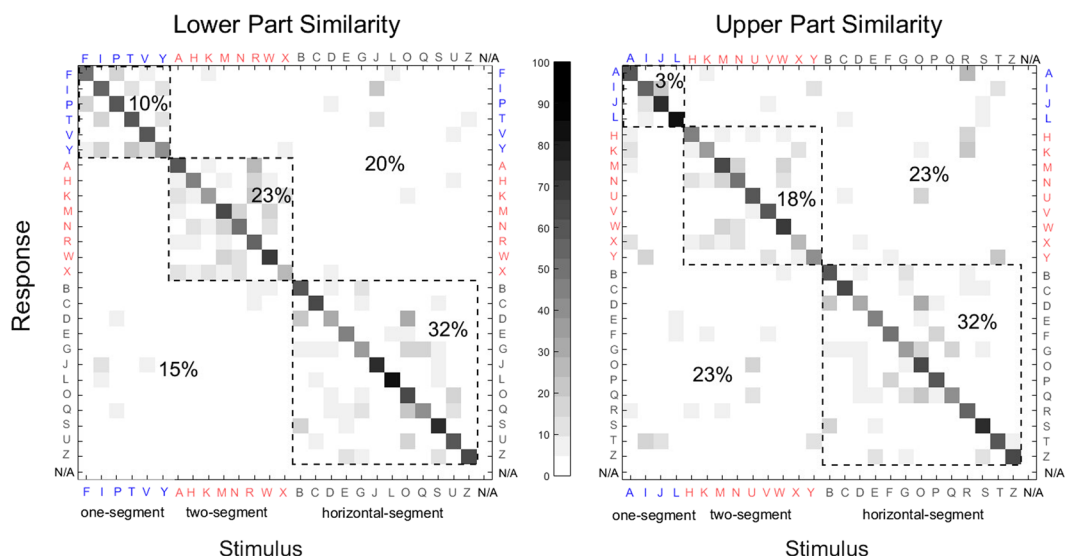 Lower Part Similarity
F I P T V Y A H K M N R W X B C D E G J L O Q S U Z N/A
F
I
P
T
V
Y
A
H
K
M
N
R
W
X
B
C
D
E
G
J
L
O
Q
S
U
Z
N/A
Response
10%
20%
23%
32%
15%
F
I
P
T
V
Y
A
H
K
M
N
R
W
X
B
C
D
E
G
J
L
O
Q
S
U
Z
N/A
F I P T V Y A H K M N R W X B C D E G J L O Q S U Z N/A
one-segment two-segment horizontal-segment
Stimulus
100
90
80
70
60
50
40
30
20
10
0
Upper Part Similarity
A I J L H K M N U V W X Y B C D E F G O P Q R S T Z N/A
A
I
J
L
H
K
M
N
U
V
W
X
Y
B
C
D
E
F
G
O
P
Q
R
S
T
Z
N/A
3%
23%
18%
32%
23%
A
I
J
L
H
K
M
N
U
V
W
X
Y
B
C
D
E
F
G
O
P
Q
R
S
T
Z
N/A
A I J L H K M N U V W X Y B C D E F G O P Q R S T Z N/A
one-segment two-segment horizontal-segment
Stimulus